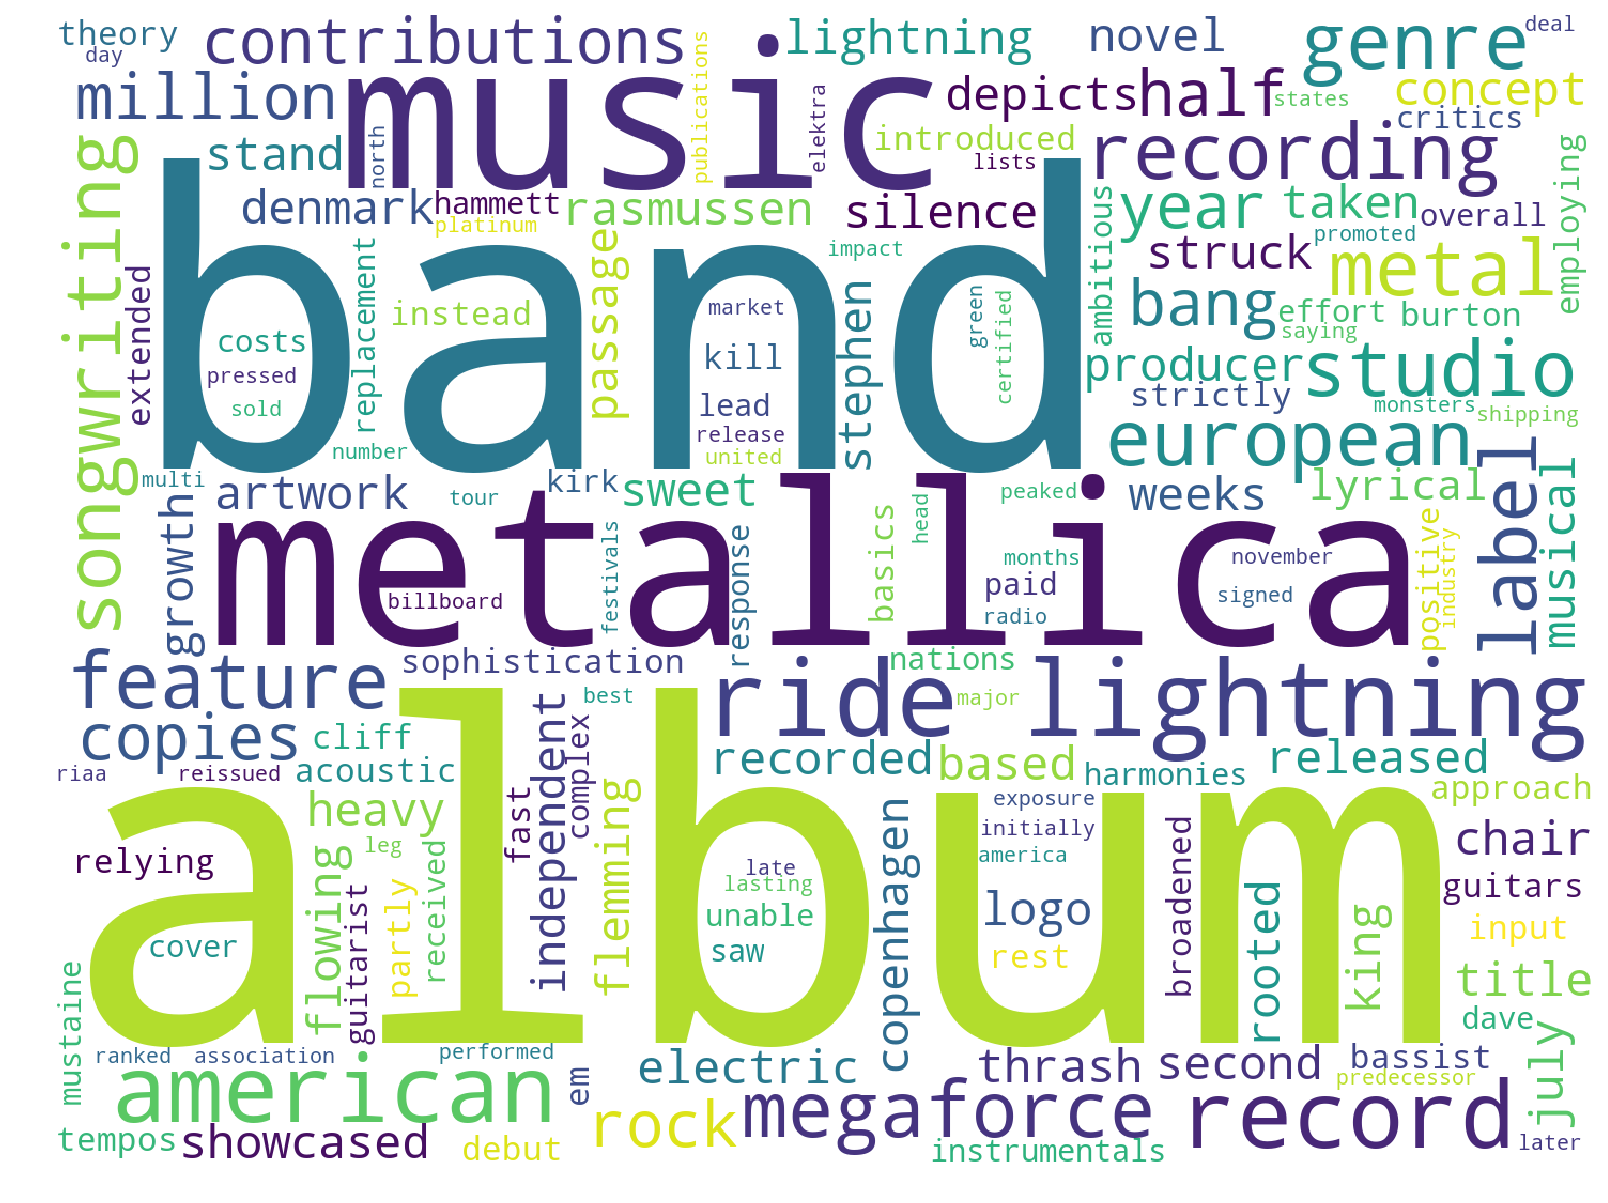 theory
day
contributions
music
publications
lightning
elektra
novel
genre
deal
million
depicts
half
states
concept
critics
songwriting
stand
north
introduced
lists
recording
employing
denmark
hammett
platinum
rasmussen
silence
ambitious
year
taken
overall
promoted
band
extended
replacement
instead
passage
impact
stephen
struck
metal
costs
pressed
sold
number
market
kill
lead
release
united
green
certified
bang
effort
saying
burton
producer
studio
strictly
monsters
shipping
european
multi
artwork
tour
kirk
sweet
peaked
weeks
lyrical
label
musical
growth
metallica
billboard
festivals
response
basics
head
months
paid
radio
november
signed
positive
industry
feature
sophistication
best
nations
major
ride lightning
copies
cliff
riaa
reissued
acoustic
independent
complex
recorded
based
harmonies
released
approach
album
heavy
relying
leg
fast
flemming
flowing
guitarist
partly
received
cover
late
lasting
unable
saw
copenhagen
exposure
initially
america
logo
rest
broadened
rooted
king
chair
guitars
input
title
dave
mustaine
ranked
association
performed
american
em
electric
thrash
second
bassist
predecessor
july
tempos
showcased
debut
rock
megaforce
instrumentals
record
later